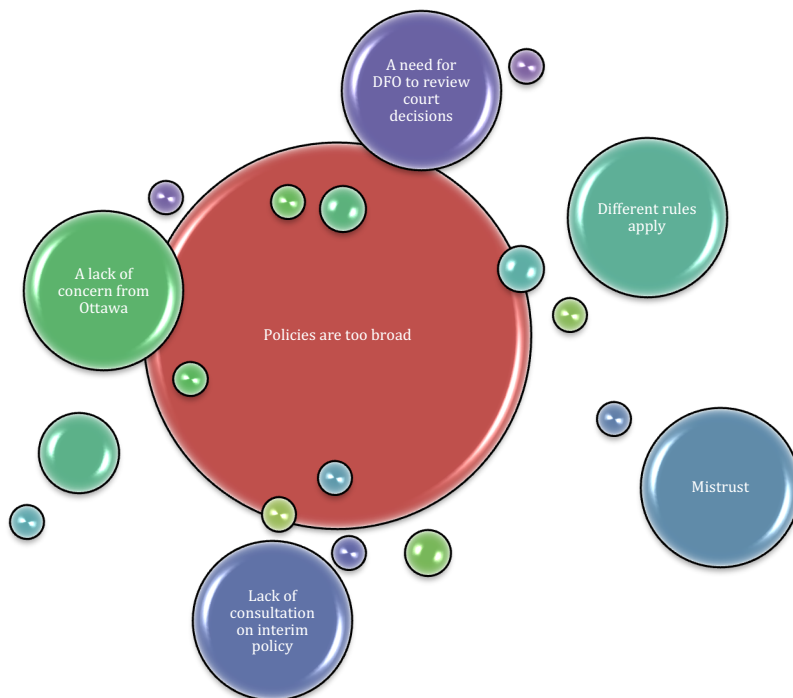 A need for
DFO to review
court
decisions
Different rules
apply
A lack of
concern from
Ottawa
Policies are too broad
Mistrust
Lack of
consultation
on interim
policy